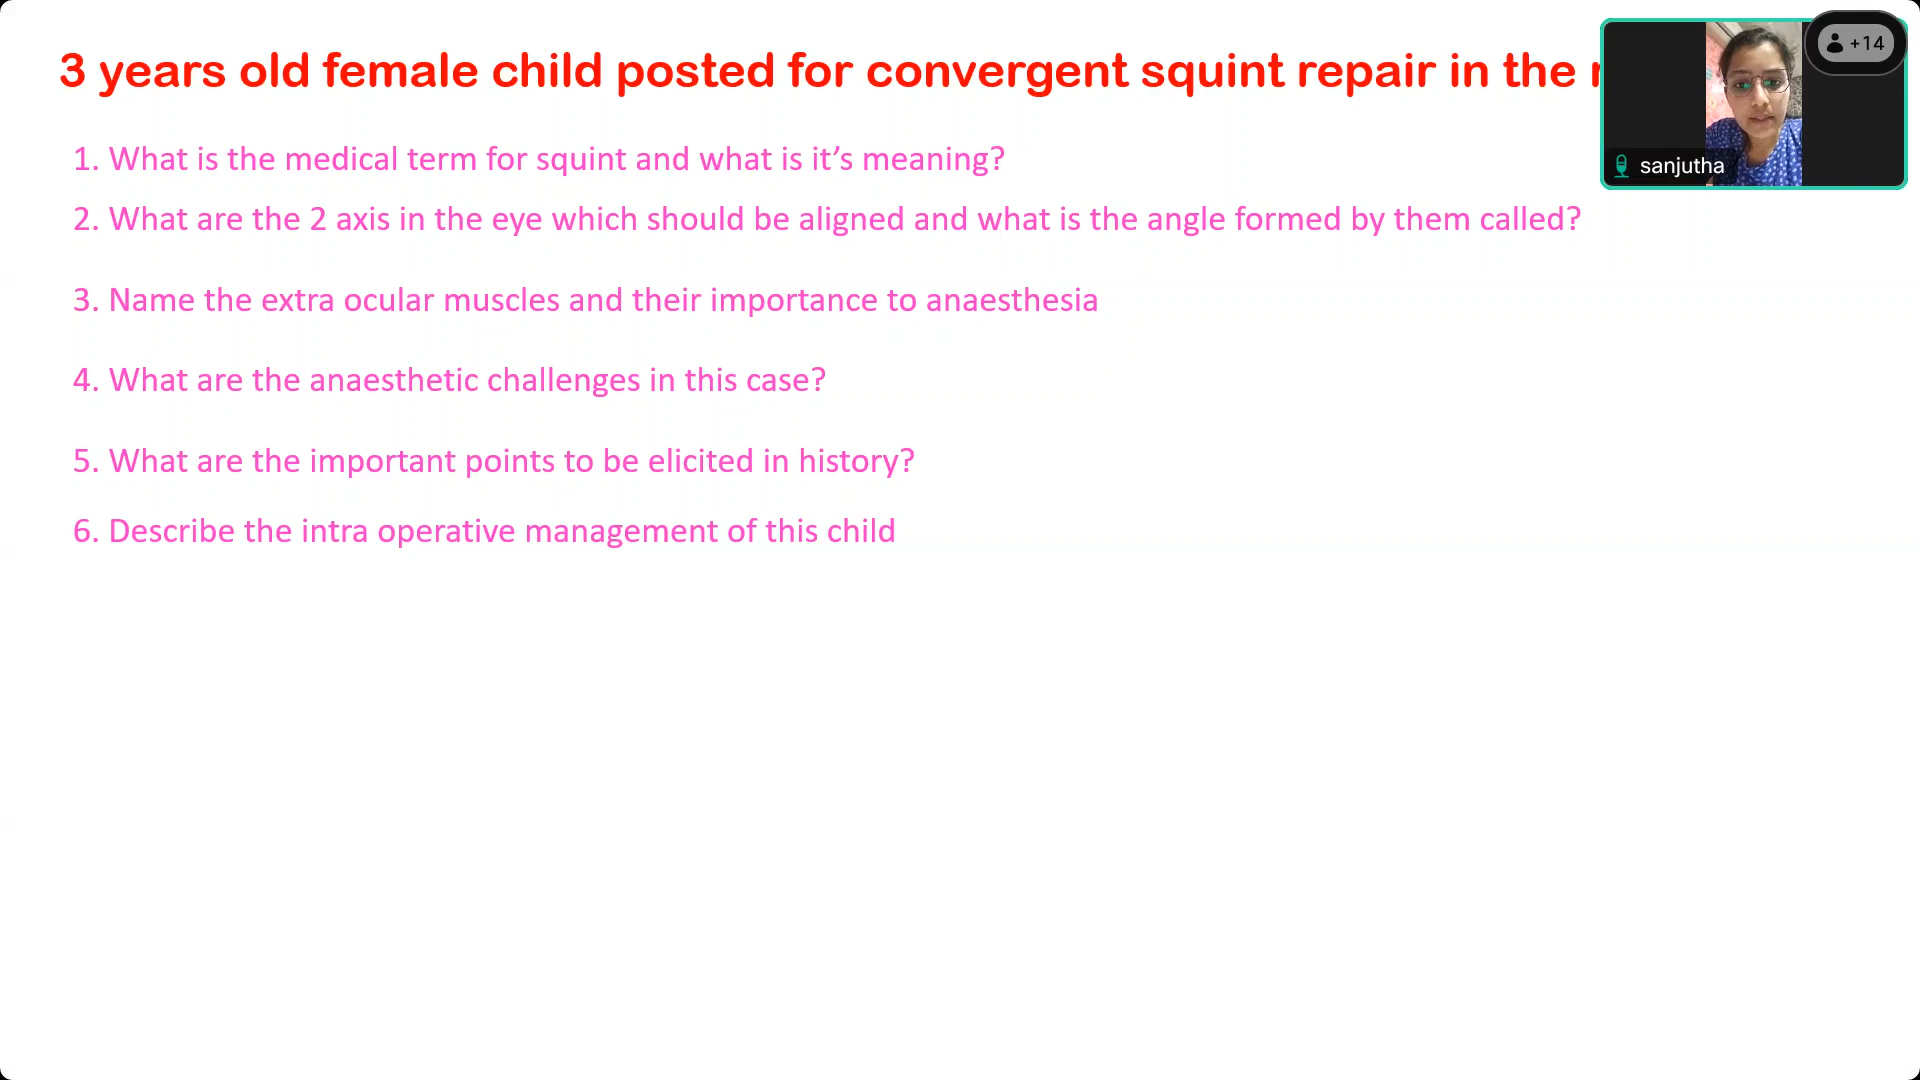 3 years old female child posted for convergent squint repair in the
+14
sanjutha
1. What is the medical term for squint and what is it’s meaning?
2. What are the 2 axis in the eye which should be aligned and what is the angle formed by them called?
3. Name the extra ocular muscles and their importance to anaesthesia
4. What are the anaesthetic challenges in this case?
5. What are the important points to be elicited in history?
6. Describe the intra operative management of this child